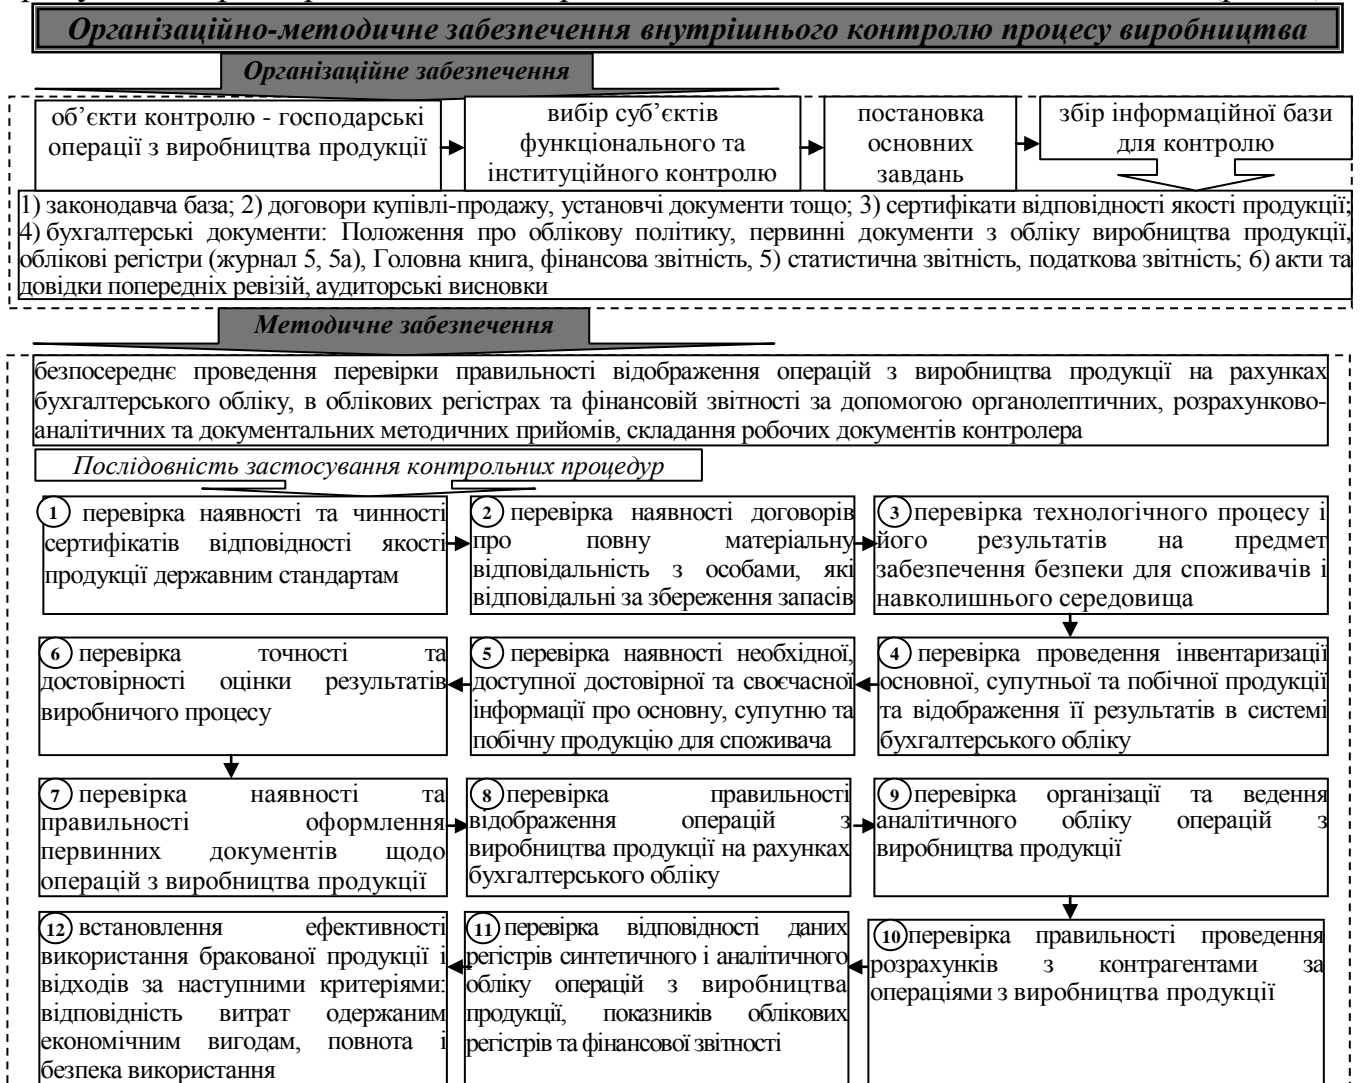 Організаційно-методичне забезпечення внутрішнього контролю процесу виробництва
Організаційне забезпечення
об’єкти контролю - господарські
операції з виробництва продукції
вибір суб’єктів
функціонального та
інституційного контролю
постановка
основних
завдань
збір інформаційної бази
для контролю
1) законодавча база; 2) договори купівлі-продажу, установчі документи тощо; 3) сертифікати відповідності якості продукції;
4) бухгалтерські документи: Положення про облікову політику, первинні документи з обліку виробництва продукції,
облікові регістри (журнал 5, 5а), Головна книга, фінансова звітність, 5) статистична звітність, податкова звітність; 6) акти та
довідки попередніх ревізій, аудиторські висновки
Методичне забезпечення
безпосереднє проведення перевірки правильності відображення операцій з виробництва продукції на рахунках
бухгалтерського обліку, в облікових регістрах та фінансовій звітності за допомогою органолептичних, розрахунково-
аналітичних та документальних методичних прийомів, складання робочих документів контролера
Послідовність застосування контрольних процедур
1 перевірка наявності та чинності
сертифікатів відповідності якості
продукції державним стандартам
2 перевірка наявності договорів
про повну матеріальну
відповідальність з особами, які
відповідальні за збереження запасів
3 перевірка технологічного процесу і
його результатів на предмет
забезпечення безпеки для споживачів і
навколишнього середовища
6 перевірка точності та
достовірності оцінки результатів
виробничого процесу
5 перевірка наявності необхідної,
доступної достовірної та своєчасної
інформації про основну, супутню та
побічну продукцію для споживача
4 перевірка проведення інвентаризації
основної, супутньої та побічної продукції
та відображення її результатів в системі
бухгалтерського обліку
7 перевірка наявності та
правильності оформлення
первинних документів щодо
операцій з виробництва продукції
8 перевірка правильності
відображення операцій з
виробництва продукції на рахунках
бухгалтерського обліку
9 перевірка організації та ведення
аналітичного обліку операцій з
виробництва продукції
12 встановлення ефективності
використання бракованої продукції і
відходів за наступними критеріями:
відповідність витрат одержаним
економічним вигодам, повнота і
безпека використання
11 перевірка відповідності даних
регістрів синтетичного і аналітичного
обліку операцій з виробництва
продукції, показників облікових
регістрів та фінансової звітності
10 перевірка правильності проведення
розрахунків з контрагентами за
операціями з виробництва продукції